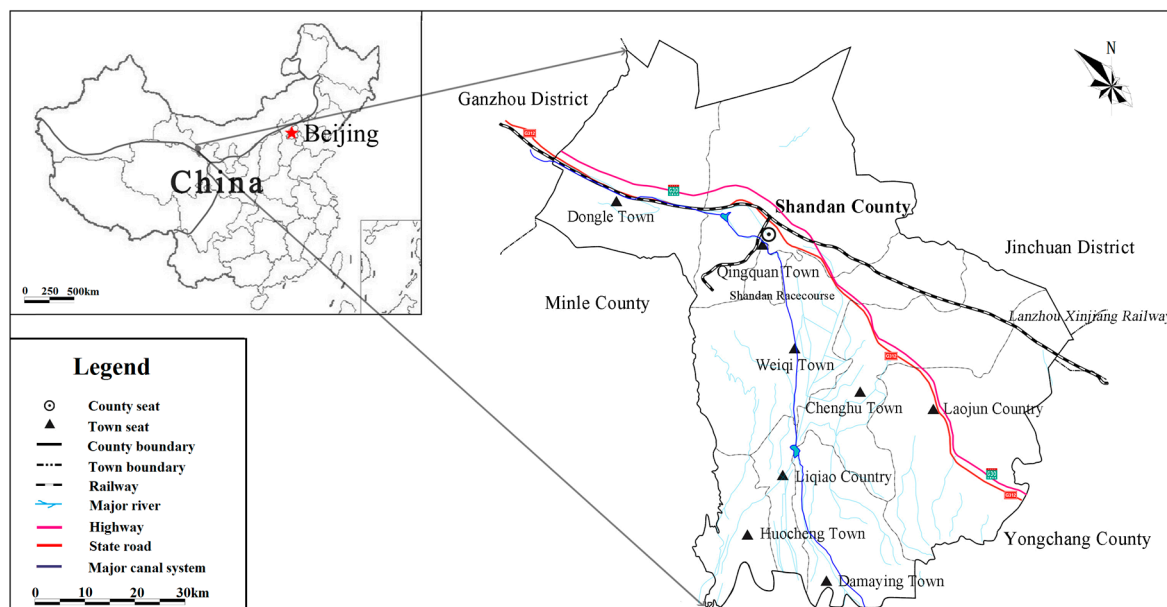 Beijing
China
0 250 500km
Legend
County seat
Town seat
County boundary
Town boundary
Railway
Major river
Highway
State road
Major canal system
0 10 20 30km
N
Ganzhou District
Dongle Town
Shandan County
Jinchuan District
Qingquan Town
Shandan Racecourse
Minle County
Lanzhou Xinjiang Railway
Weiqi Town
Chenghu Town
Laojun Country
Liqiao Country
Huocheng Town
Yongchang County
Damaying Town